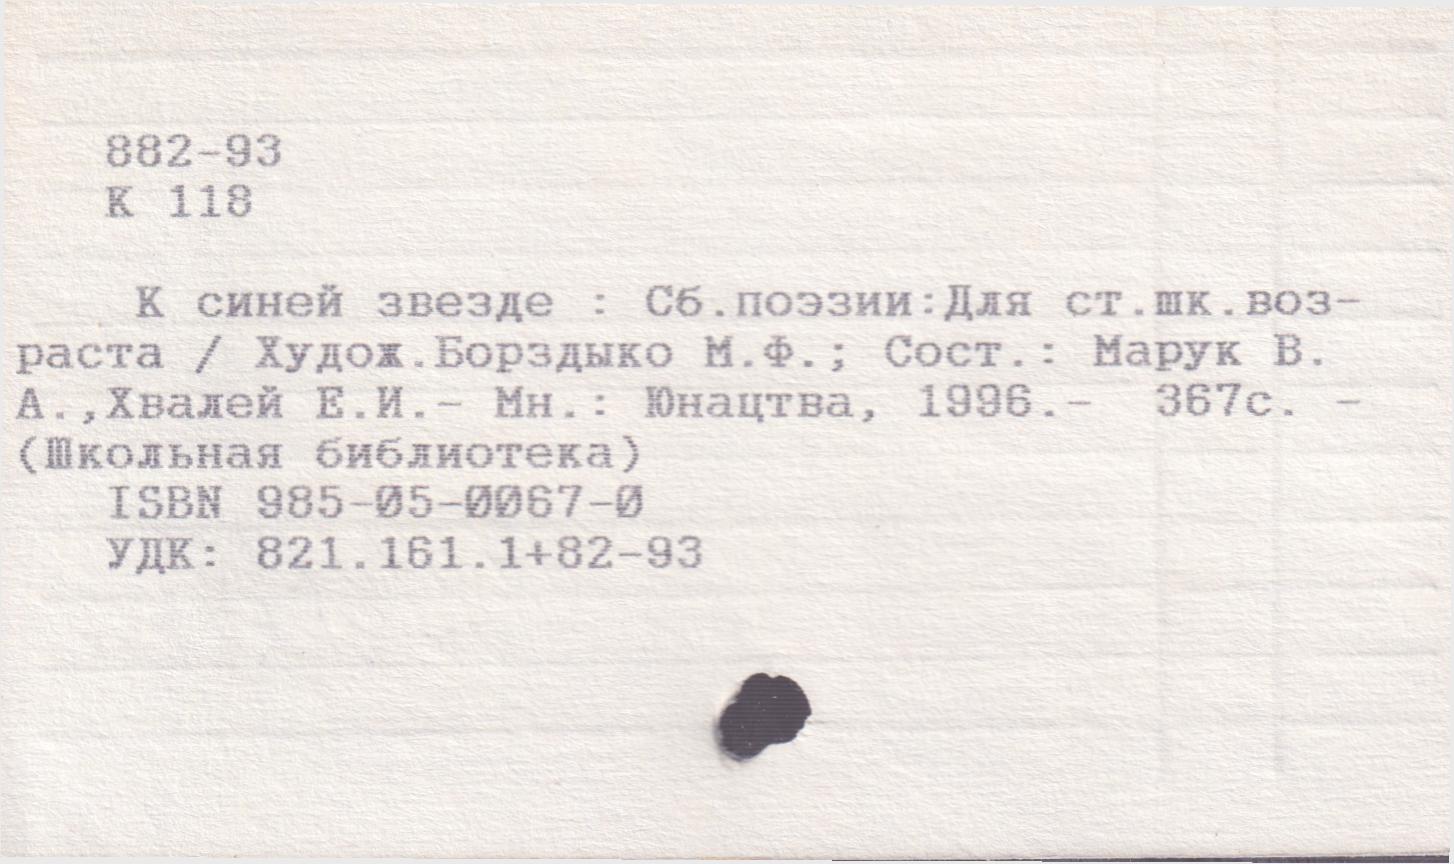 882-93
К 118
К синей звезде : Сб.поэзии:Для ст.шк.воз-
раста / Худож.Борздыко М.Ф.; Сост.: Марук В.
А.,Хвалей Е.И.- Мн.: Юнацтва, 1996.- 367с. -
(Школьная библиотека)
ISBN 985-05-0067-0
УДК: 821.161.1+82-93